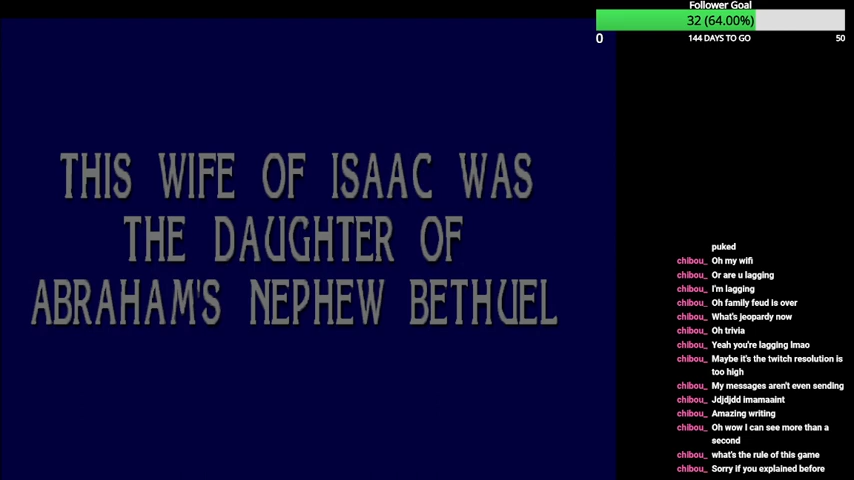 Follower Goal
32 (64.00%)
0
144 DAYS TO GO
50
THIS WIFE OF ISAAC WAS
THE DAUGHTER OF
ABRAHAM'S NEPHEW BETHUEL
puked
chibou_ Oh my wifi
chibou_ Or are u lagging
chibou_ I'm lagging
chibou_ Oh family feud is over
chibou_ What's jeopardy now
chibou_ Oh trivia
chibou_ Yeah you're lagging lmao
chibou_ Maybe it's the twitch resolution is
too high
chibou_ My messages aren't even sending
chibou_ Jdjdjdd imamaaint
chibou_ Amazing writing
chibou_ Oh wow I can see more than a
second
chibou_ what's the rule of this game
chibou_ Sorry if you explained before